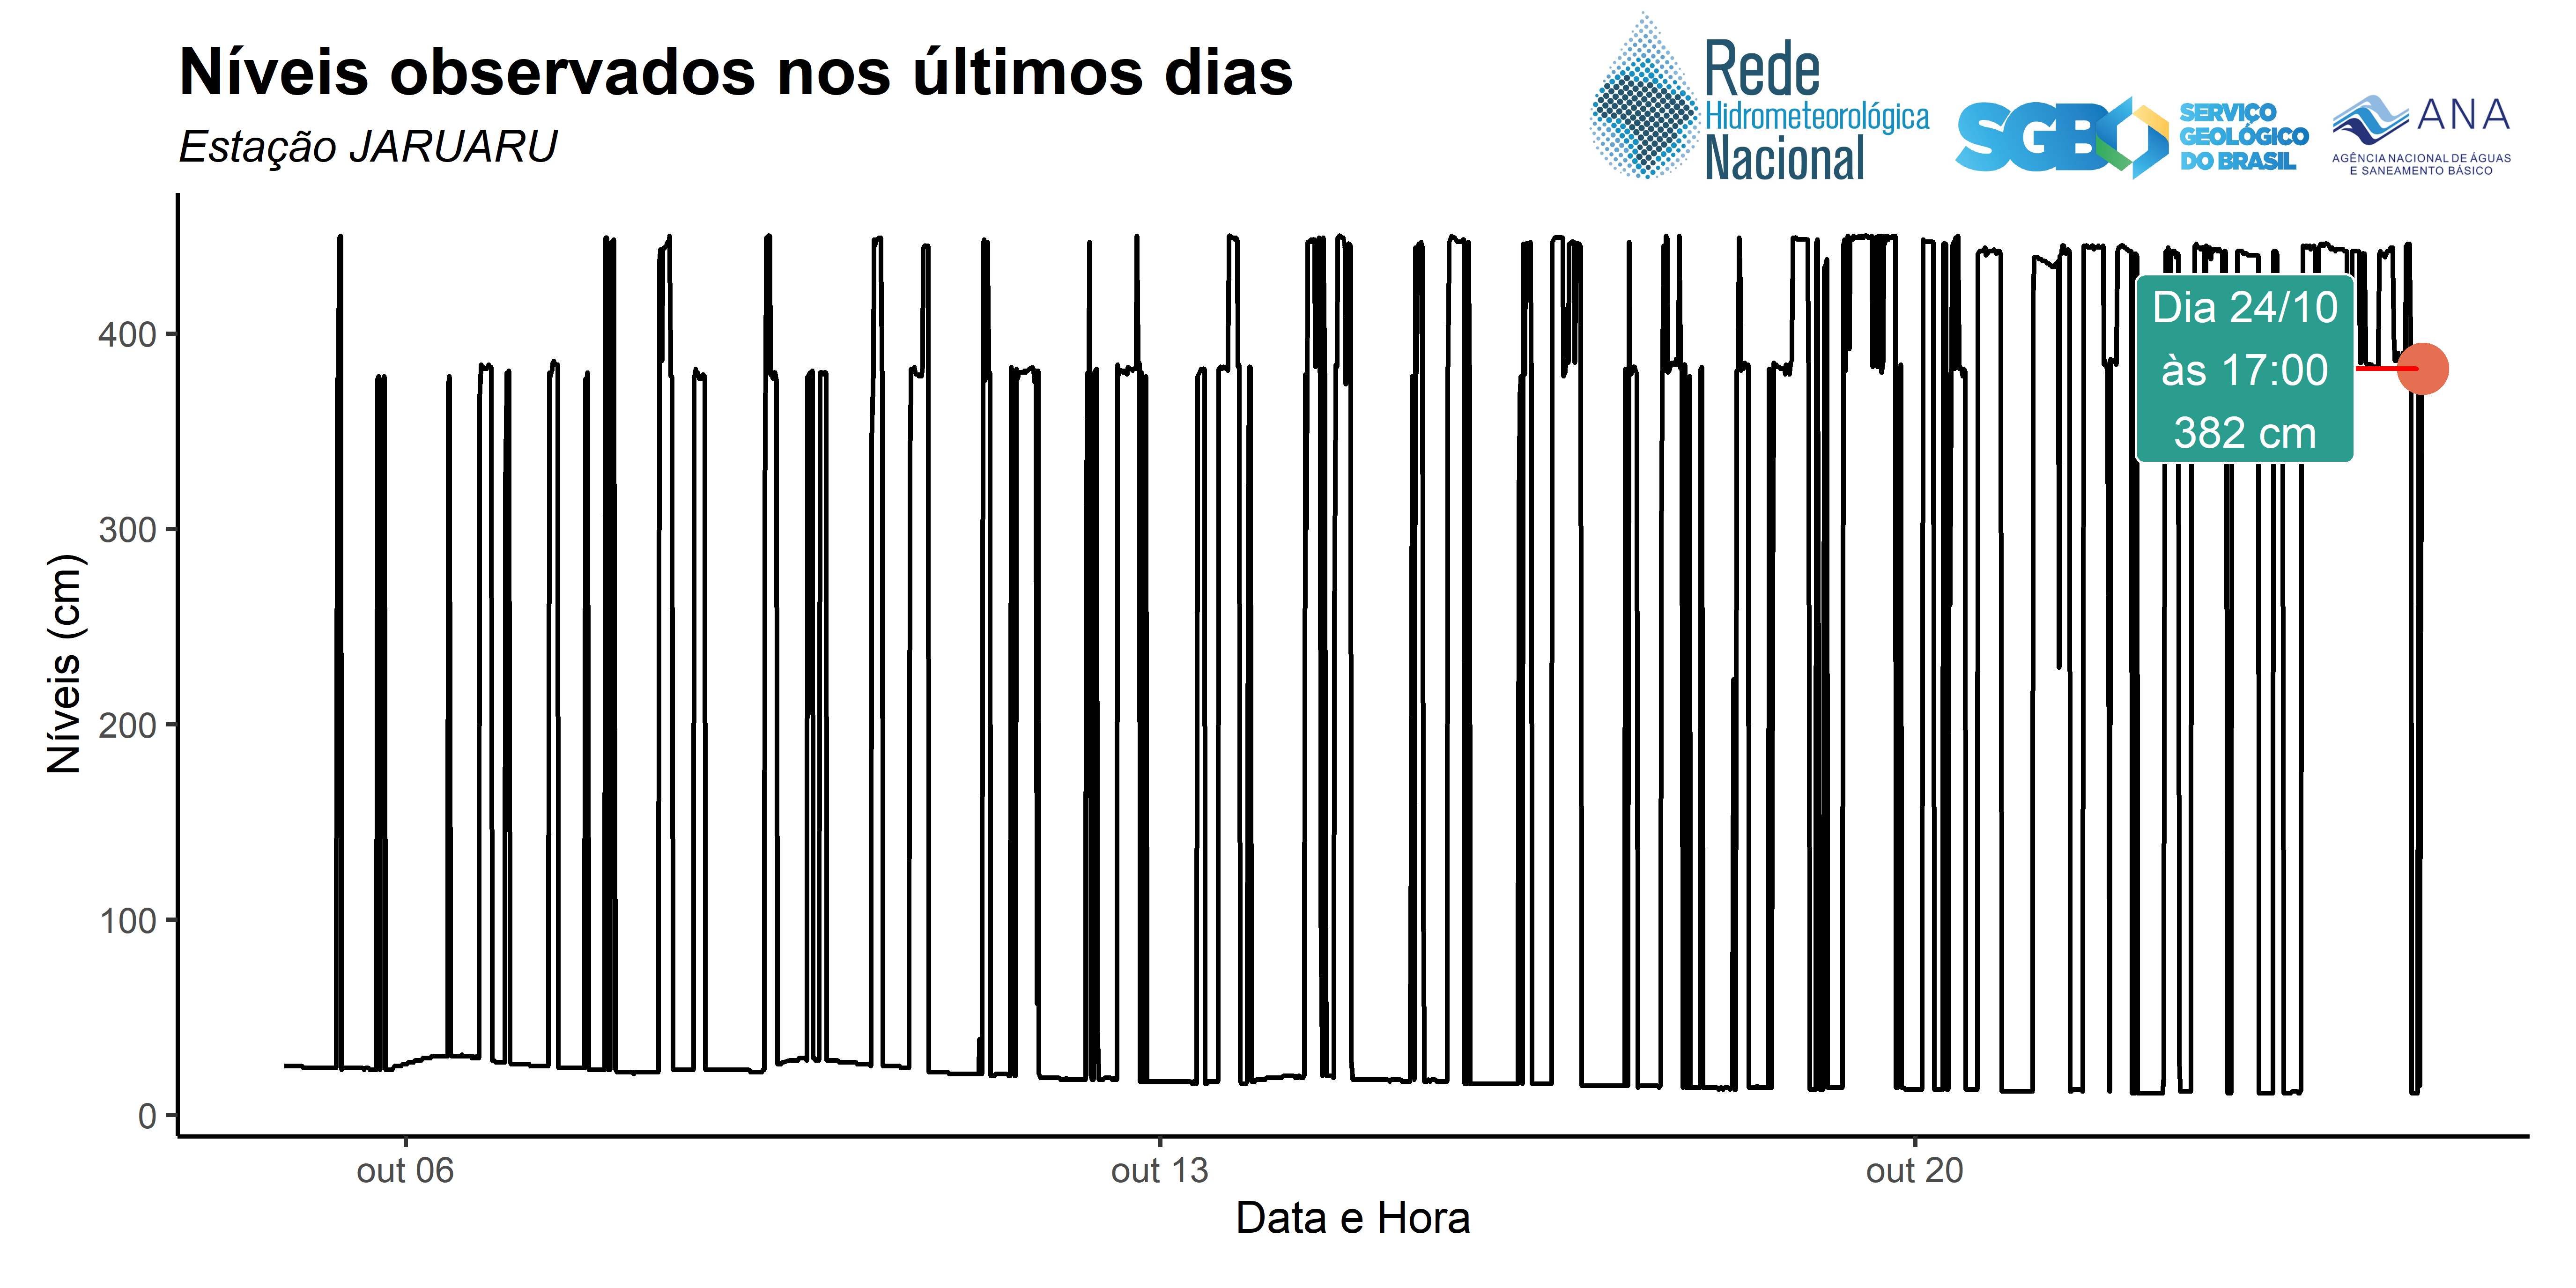 Níveis observados nos últimos dias
Estação JARUARU
Rede
Hidrometeorológica
Nacional
SGB
SERVIÇO
GEOLÓGICO
DO BRASIL
ANA
AGÊNCIA NACIONAL DE ÁGUAS
E SANEAMENTO BÁSICO
Níveis (cm)
400
300
200
100
0
Dia 24/10
às 17:00
382 cm
out 06
out 13
out 20
Data e Hora